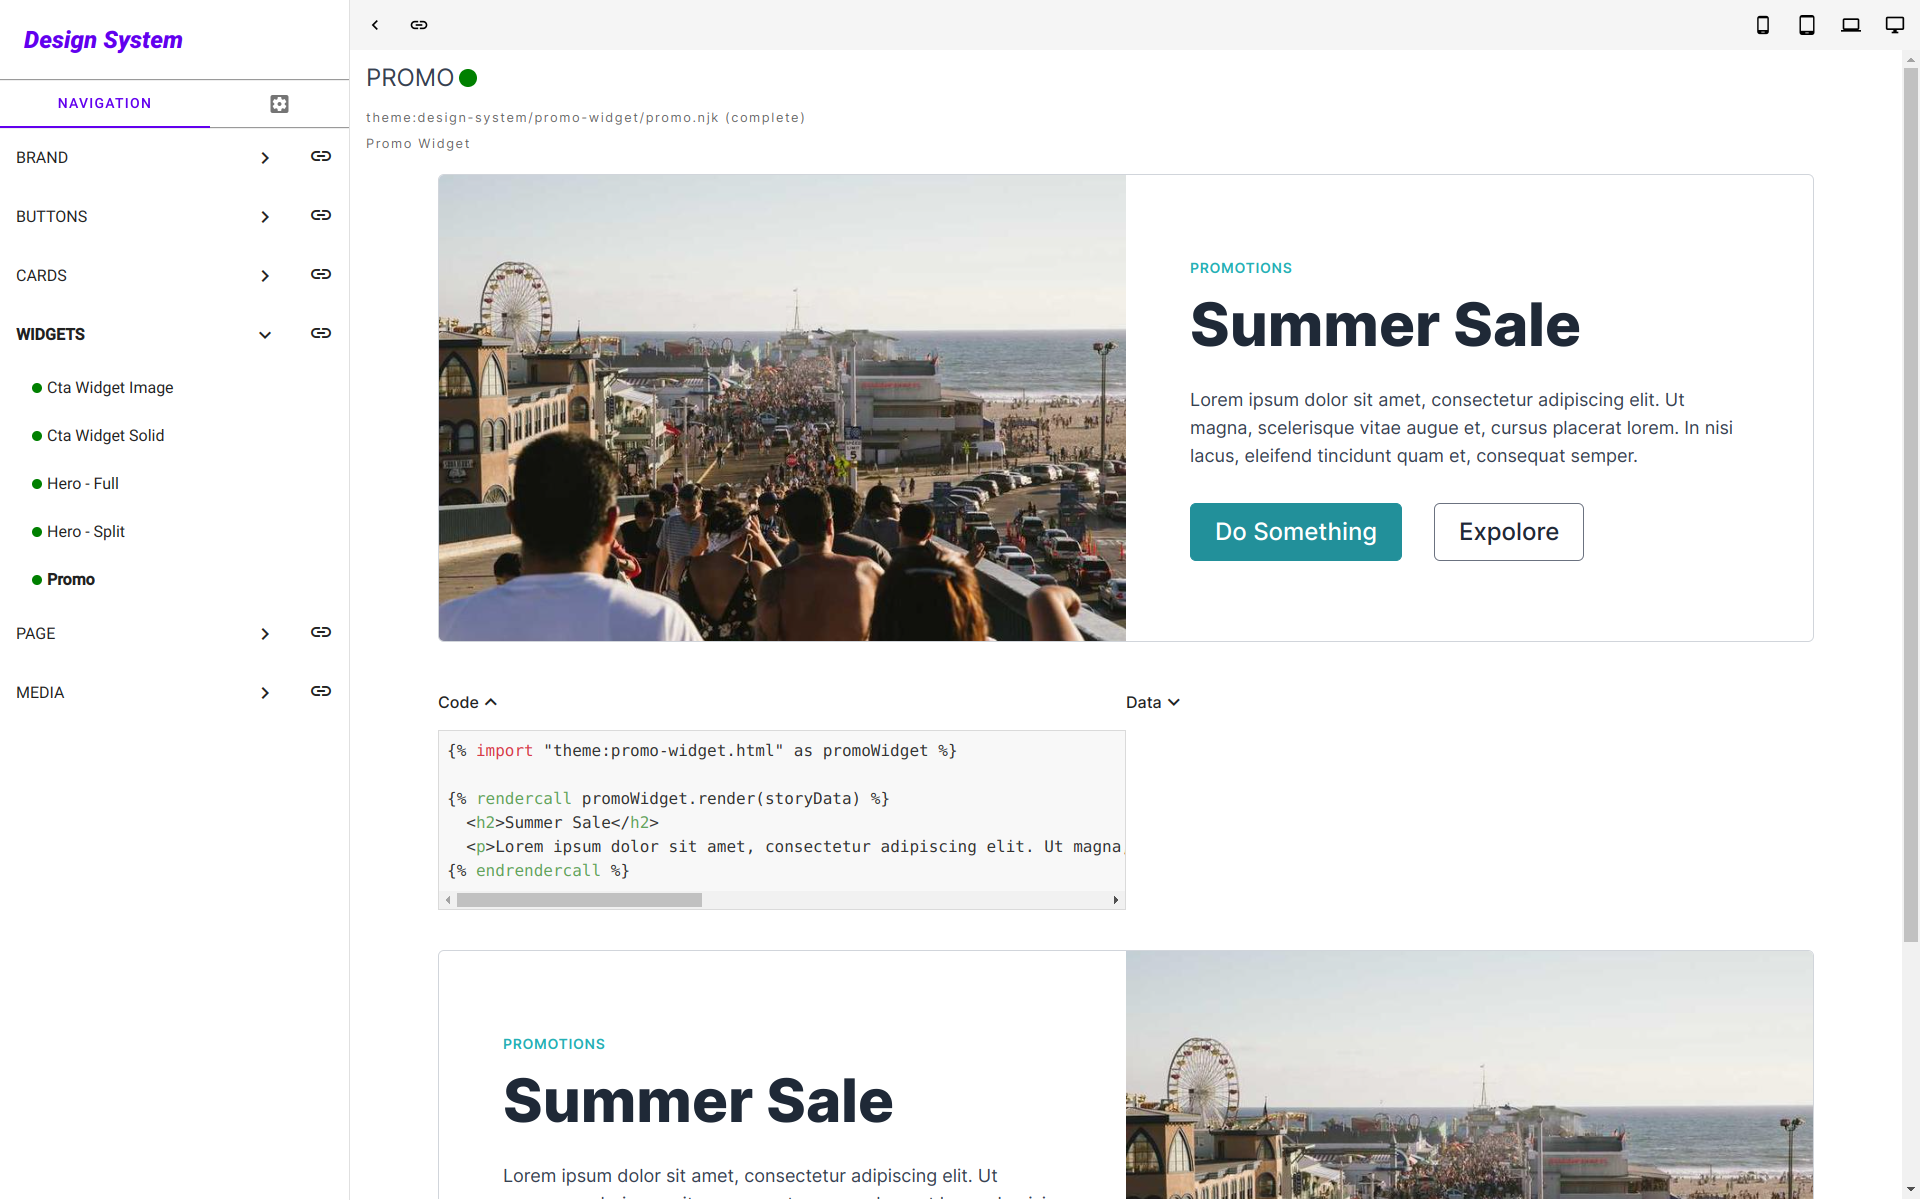 Design System
NAVIGATION
BRAND
BUTTONS
CARDS
WIDGETS
Cta Widget Image
Cta Widget Solid
Hero - Full
Hero - Split
Promo
PAGE
MEDIA
PROMO
theme:design-system/promo-widget/promo.njk (complete)
Promo Widget
PROMOTIONS
Summer Sale
Lorem ipsum dolor sit amet, consectetur adipiscing elit. Ut
magna, scelerisque vitae augue et, cursus placerat lorem. In nisi
lacus, eleifend tincidunt quam et, consequat semper.
Do Something
Expolore
Code
Data
{% import "theme:promo-widget.html" as promoWidget %}
{% rendercall promoWidget.render(storyData) %}
<h2>Summer Sale</h2>
<p>Lorem ipsum dolor sit amet, consectetur adipiscing elit. Ut magna,
{% endrendercall %}
PROMOTIONS
Summer Sale
Lorem ipsum dolor sit amet, consectetur adipiscing elit. Ut